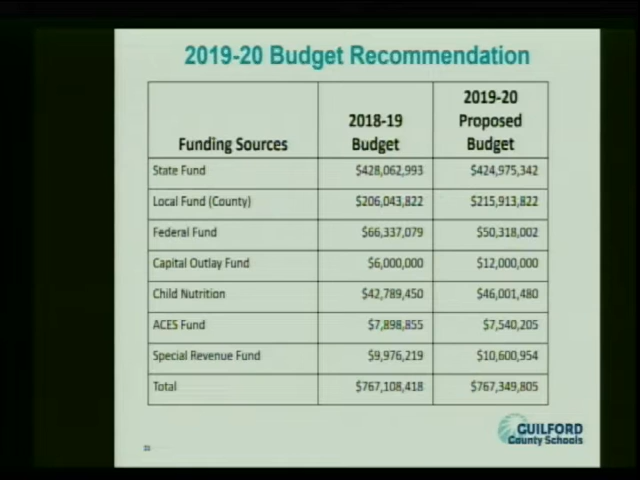 2019-20 Budget Recommendation
Funding Sources 2018-19 Budget 2019-20 Proposed Budget
State Fund $428,062,993 $424,975,342
Local Fund (County) $206,043,822 $215,913,822
Federal Fund $66,337,079 $50,318,002
Capital Outlay Fund $6,000,000 $12,000,000
Child Nutrition $42,789,450 $46,001,480
ACES Fund $7,898,855 $7,540,205
Special Revenue Fund $9,976,219 $10,600,954
Total $767,108,418 $767,349,805
GUILFORD
County Schools